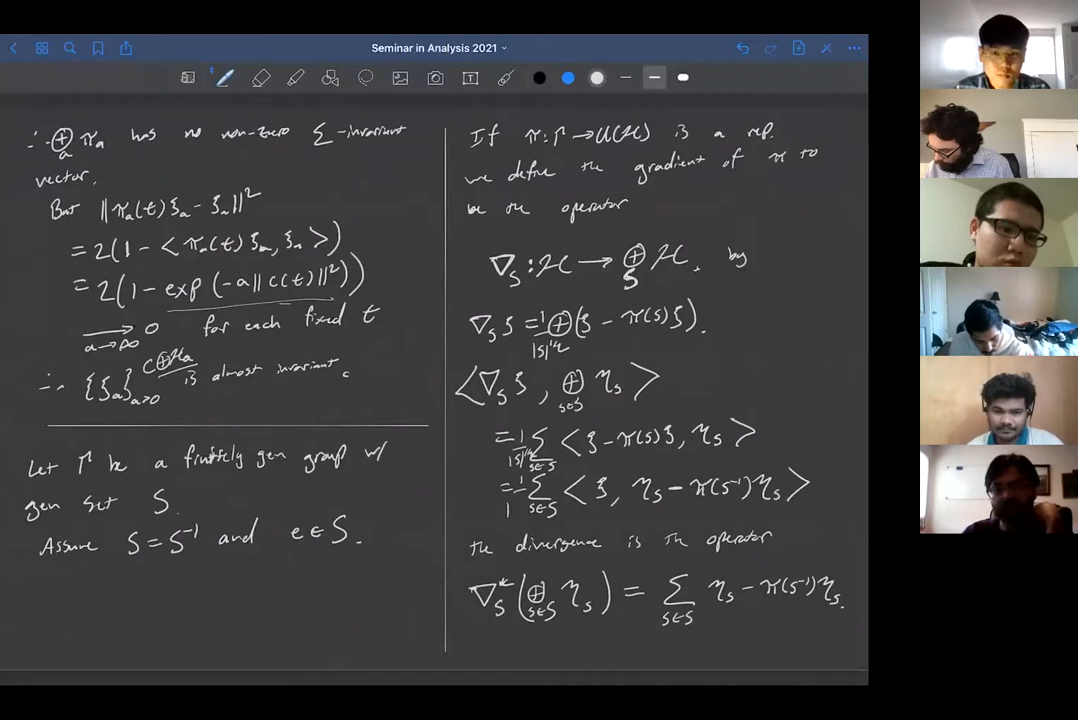 Seminar in Analysis 2021
∴ ⊕_a π_a has no non-zero Σ-invariant
vector.
But ||π_a(t)ξ_a - ξ_a||²
= 2(1 - <π_a(t)ξ_a, ξ_a>)
= 2(1 - exp(-a||c(t)||²))
→ 0 for each fixed t
a→∞
∴ {ξ_a}_{a>0} ⊂ ⊕H_a is almost invariant.
Let Γ be a finitely gen group w/
gen set S.
Assume S = S⁻¹ and e ∈ S.
If π: Γ → U(H) is a rep.
we define the gradient of π to
be the operator
∇_S : H → ⊕_S H, by
∇_S ξ = 1/|S|^{1/2} ⊕(ξ - π(s)ξ).
<∇_S ξ, ⊕_{s∈S} η_s>
= 1/|S|^{1/2} Σ_{s∈S} <ξ - π(s)ξ, η_s>
= 1/1 Σ_{s∈S} <ξ, η_s - π(s⁻¹)η_s>
the divergence is the operator
∇_S^*(⊕_{s∈S} η_s) = Σ_{s∈S} η_s - π(s⁻¹)η_s.